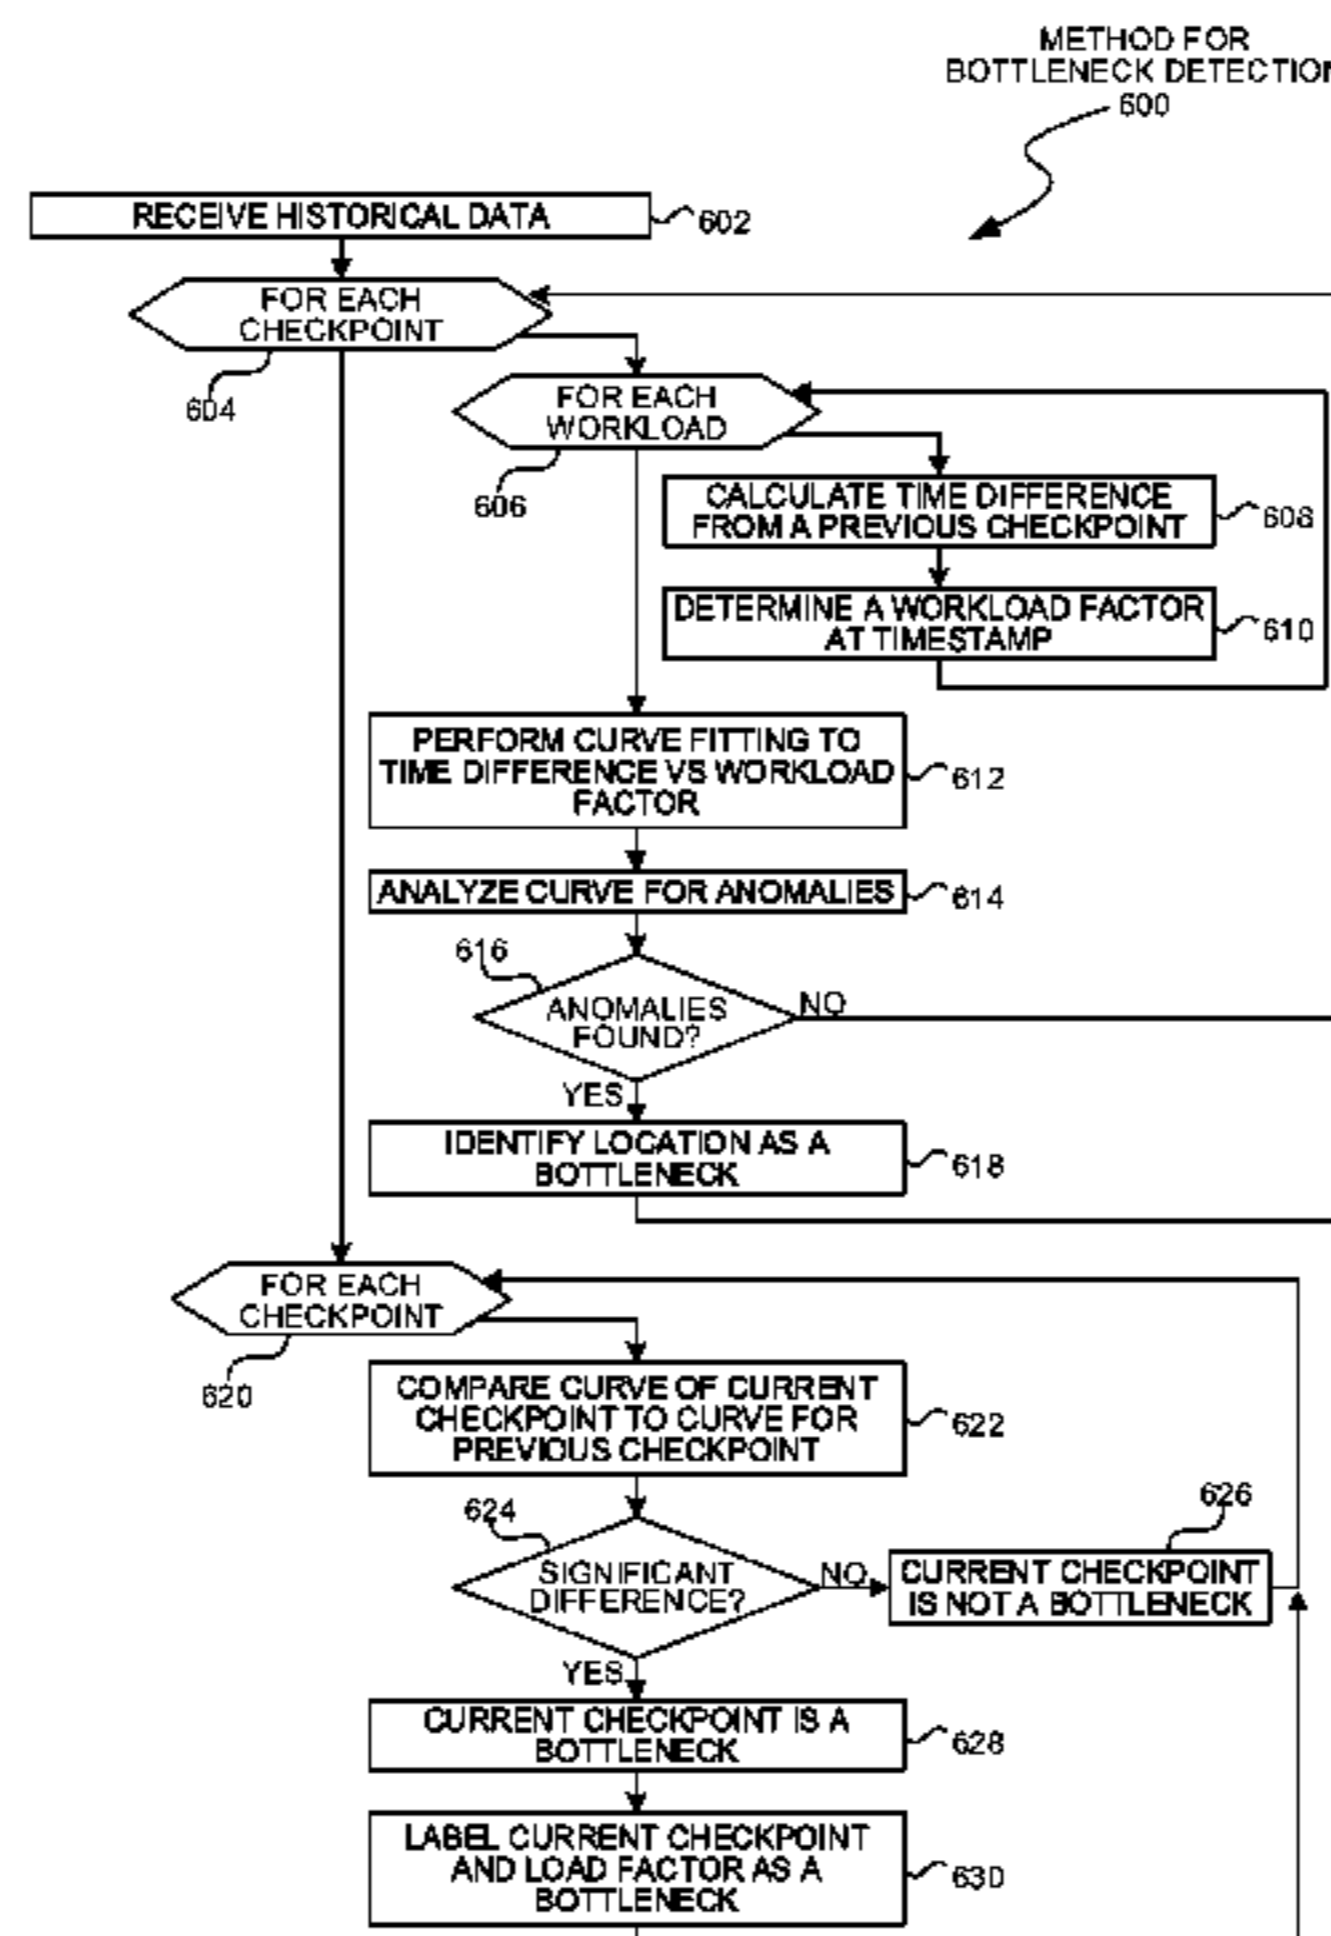 METHOD FOR
BOTTLENECK DETECTION
600
RECEIVE HISTORICAL DATA
602
FOR EACH
CHECKPOINT
604
FOR EACH
WORKLOAD
606
CALCULATE TIME DIFFERENCE
FROM A PREVIOUS CHECKPOINT
608
DETERMINE A WORKLOAD FACTOR
AT TIMESTAMP
610
PERFORM CURVE FITTING TO
TIME DIFFERENCE VS WORKLOAD
FACTOR
612
ANALYZE CURVE FOR ANOMALIES
614
616
ANOMALIES
FOUND?
NO
YES
IDENTIFY LOCATION AS A
BOTTLENECK
618
FOR EACH
CHECKPOINT
620
COMPARE CURVE OF CURRENT
CHECKPOINT TO CURVE FOR
PREVIOUS CHECKPOINT
622
624
SIGNIFICANT
DIFFERENCE?
NO
626
CURRENT CHECKPOINT
IS NOT A BOTTLENECK
YES
CURRENT CHECKPOINT IS A
BOTTLENECK
628
LABEL CURRENT CHECKPOINT
AND LOAD FACTOR AS A
BOTTLENECK
630